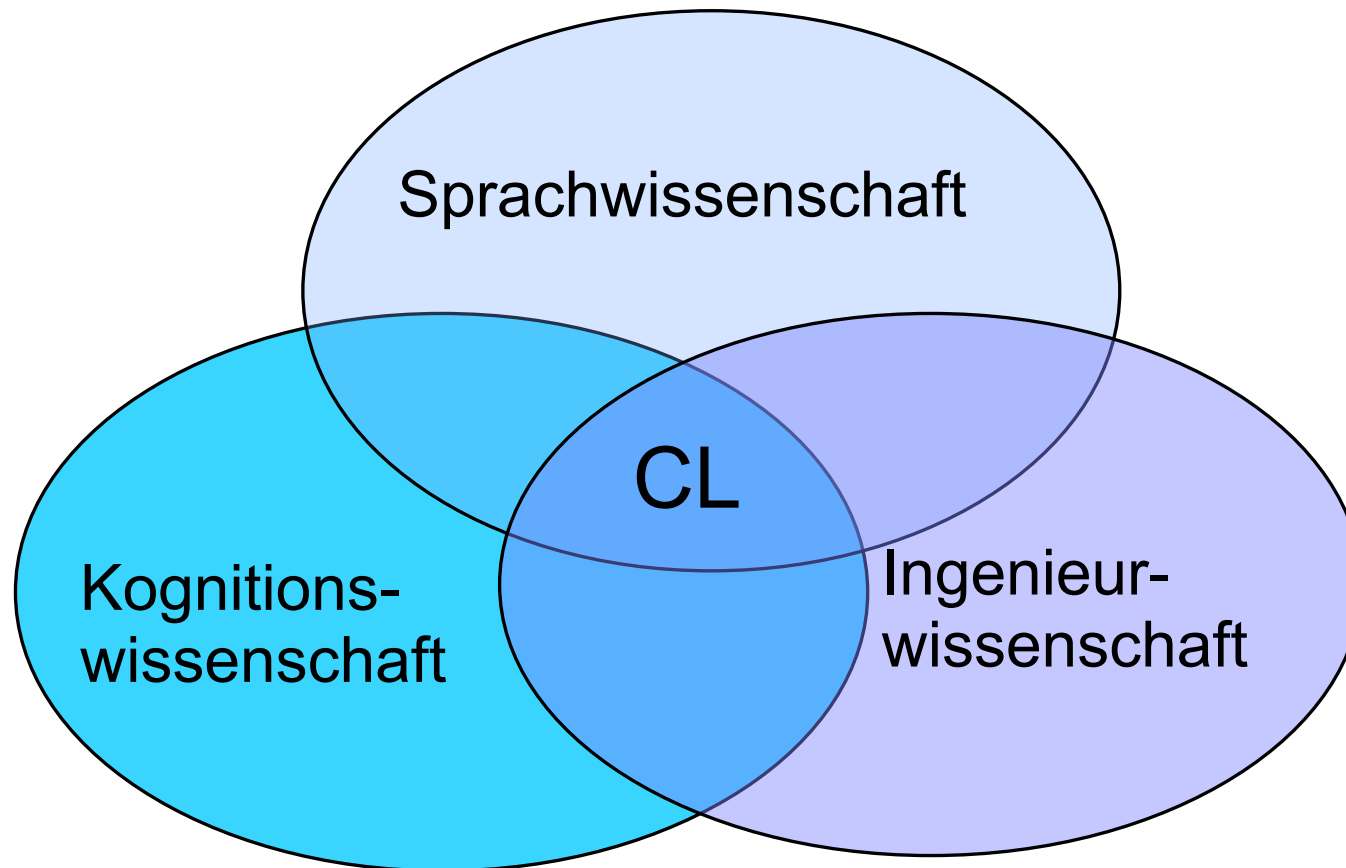 Sprachwissenschaft
CL
Kognitions-
wissenschaft
Ingenieur-
wissenschaft